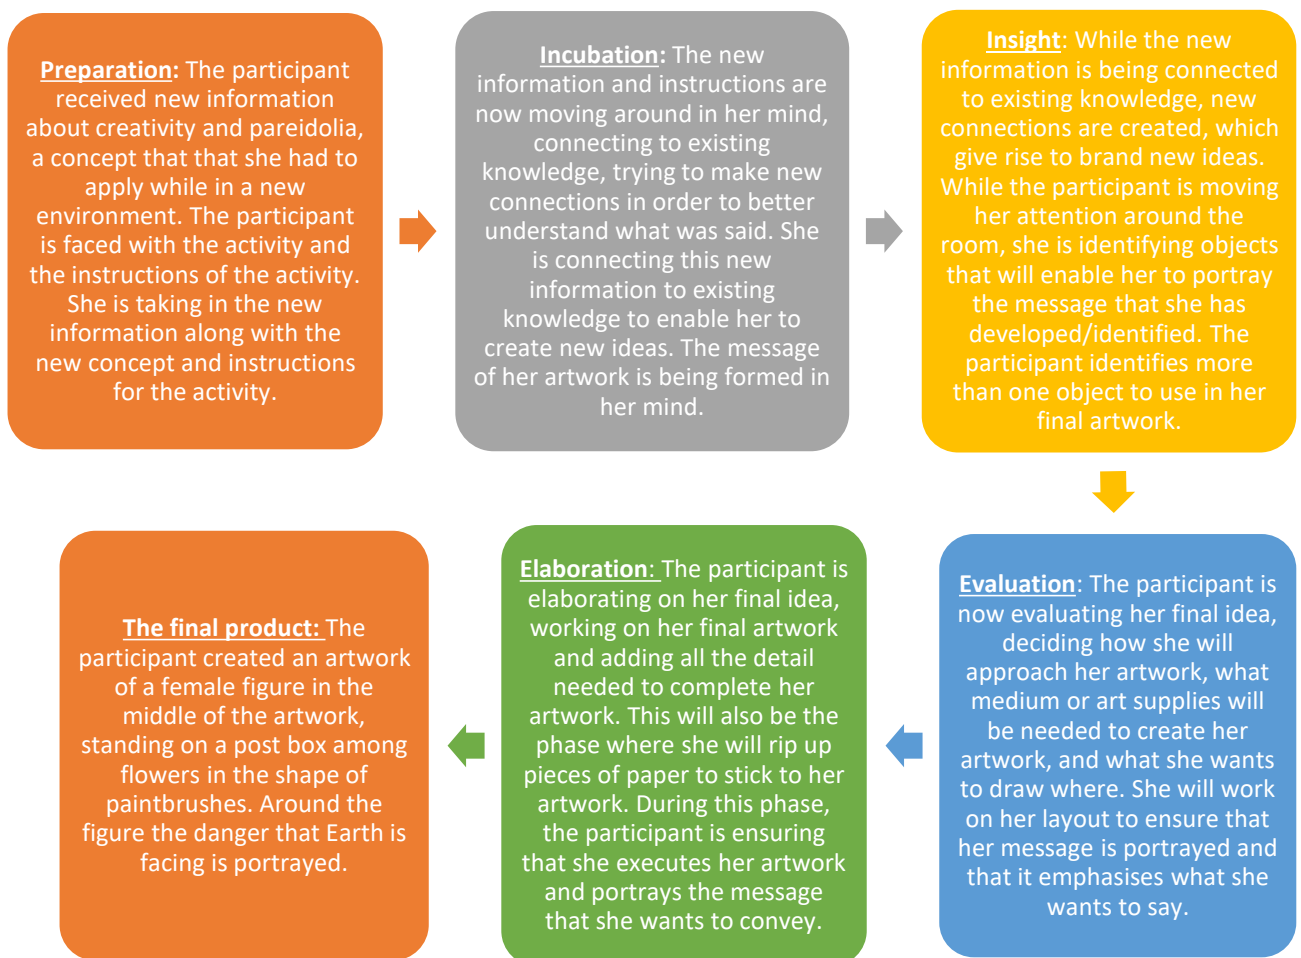 Preparation: The participant
received new information
about creativity and pareidolia,
a concept that that she had to
apply while in a new
environment. The participant
is faced with the activity and
the instructions of the activity.
She is taking in the new
information along with the
new concept and instructions
for the activity.
Incubation: The new
information and instructions are
now moving around in her mind,
connecting to existing
knowledge, trying to make new
connections in order to better
understand what was said. She
is connecting this new
information to existing
knowledge to enable her to
create new ideas. The message
of her artwork is being formed in
her mind.
Insight: While the new
information is being connected
to existing knowledge, new
connections are created, which
give rise to brand new ideas.
While the participant is moving
her attention around the
room, she is identifying objects
that will enable her to portray
the message that she has
developed/identified. The
participant identifies more
than one object to use in her
final artwork.
Evaluation: The participant is
now evaluating her final idea,
deciding how she will
approach her artwork, what
medium or art supplies will
be needed to create her
artwork, and what she wants
to draw where. She will work
on her layout to ensure that
her message is portrayed and
that it emphasises what she
wants to say.
Elaboration: The participant is
elaborating on her final idea,
working on her final artwork
and adding all the detail
needed to complete her
artwork. This will also be the
phase where she will rip up
pieces of paper to stick to her
artwork. During this phase,
the participant is ensuring
that she executes her artwork
and portrays the message
that she wants to convey.
The final product: The
participant created an artwork
of a female figure in the
middle of the artwork,
standing on a post box among
flowers in the shape of
paintbrushes. Around the
figure the danger that Earth is
facing is portrayed.